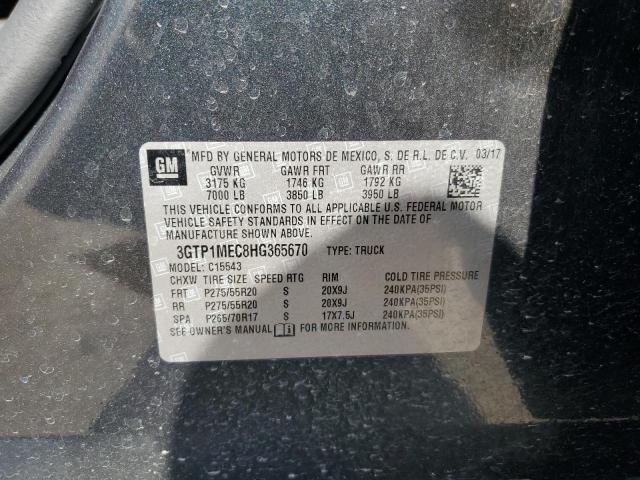 GM
MFD BY GENERAL MOTORS DE MEXICO, S. DE R.L. DE C.V. 03/17
GVWR GAWR FRT GAWR RR
3175 KG 1746 KG 1792 KG
7000 LB 3850 LB 3950 LB
THIS VEHICLE CONFORMS TO ALL APPLICABLE U.S. FEDERAL MOTOR
VEHICLE SAFETY STANDARDS IN EFFECT ON THE DATE OF
MANUFACTURE SHOWN ABOVE.
3GTP1MEC8HG365670 TYPE: TRUCK
MODEL: C15543
CHXW TIRE SIZE SPEED RTG RIM COLD TIRE PRESSURE
FRT P275/55R20 S 20X9J 240KPA(35PSI)
RR P275/55R20 S 20X9J 240KPA(35PSI)
SPA P265/70R17 S 17X7.5J 240KPA(35PSI)
SEE OWNER'S MANUAL FOR MORE INFORMATION.